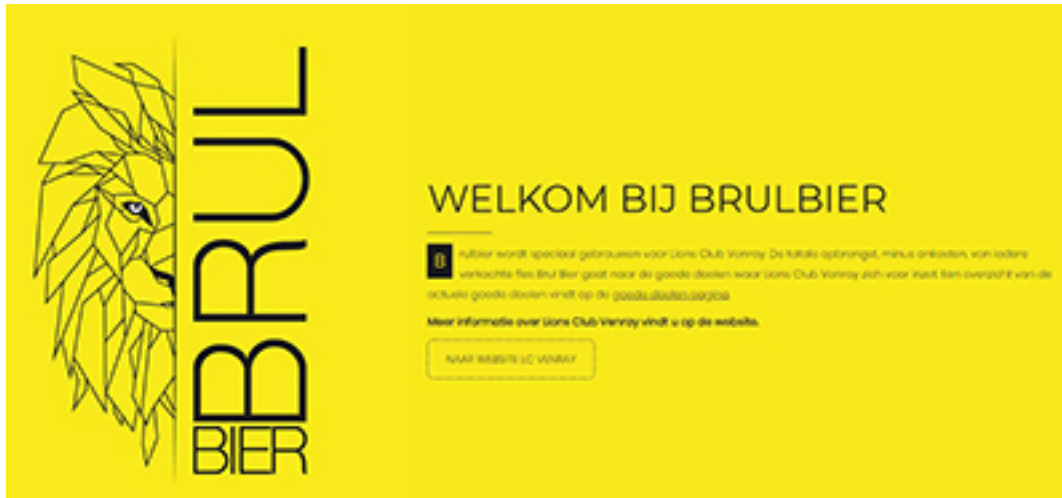 BRUL
BIER
WELKOM BIJ BRULBIER
Brulbier wordt speciaal gebrouwen voor Lions Club Venray. De totale opbrengst, minus onkosten, van iedere
verkochte fles Brul Bier gaat naar de goede doelen waar Lions Club Venray zich voor inzet. Een overzicht van de
actuele goede doelen vindt op de goede doelen pagina.
Meer informatie over Lions Club Venray vindt u op de website.
NAAR WEBSITE LC VENRAY